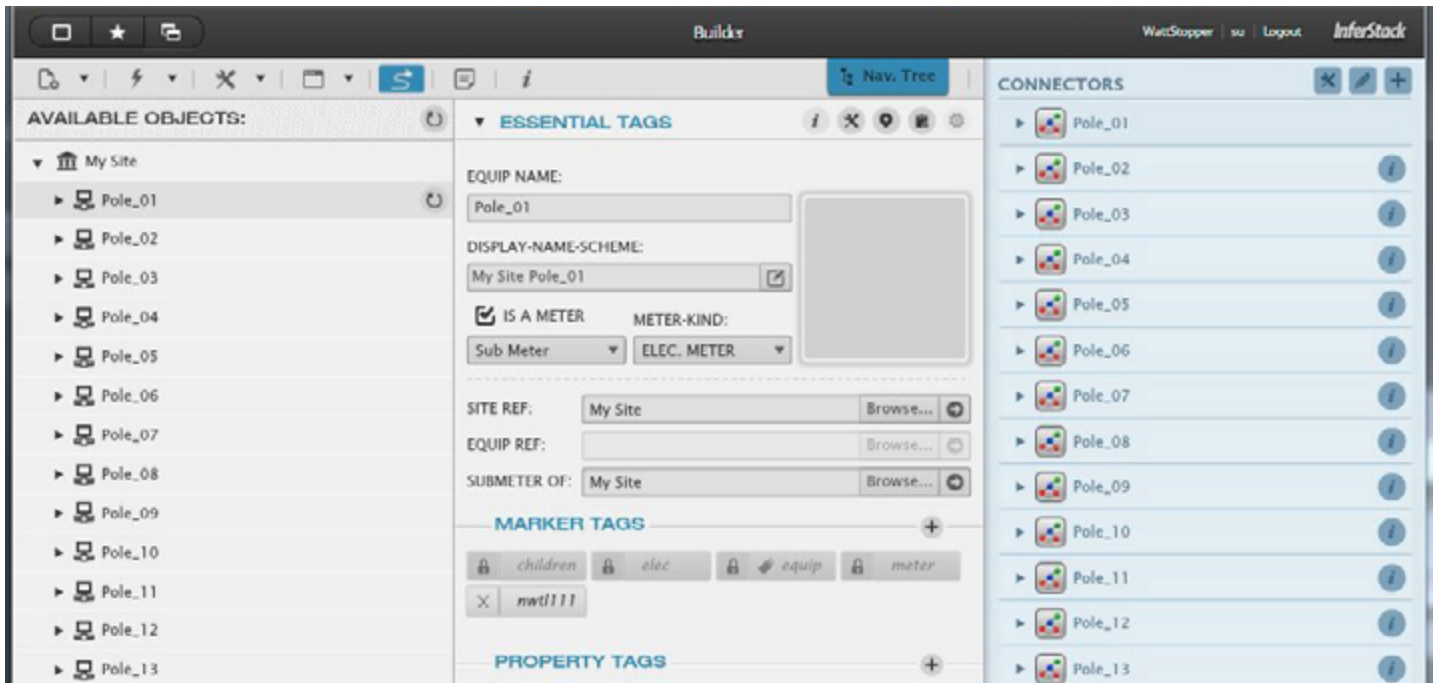 Builder
WattStopper | su | Logout
InferStack
Nav. Tree
AVAILABLE OBJECTS:
My Site
Pole_01
Pole_02
Pole_03
Pole_04
Pole_05
Pole_06
Pole_07
Pole_08
Pole_09
Pole_10
Pole_11
Pole_12
Pole_13
ESSENTIAL TAGS
EQUIP NAME:
Pole_01
DISPLAY-NAME-SCHEME:
My Site Pole_01
IS A METER METER-KIND:
Sub Meter ELEC. METER
SITE REF: My Site Browse...
EQUIP REF: Browse...
SUBMETER OF: My Site Browse...
MARKER TAGS
children elec equip meter
nwtl111
PROPERTY TAGS
CONNECTORS
Pole_01
Pole_02
Pole_03
Pole_04
Pole_05
Pole_06
Pole_07
Pole_08
Pole_09
Pole_10
Pole_11
Pole_12
Pole_13